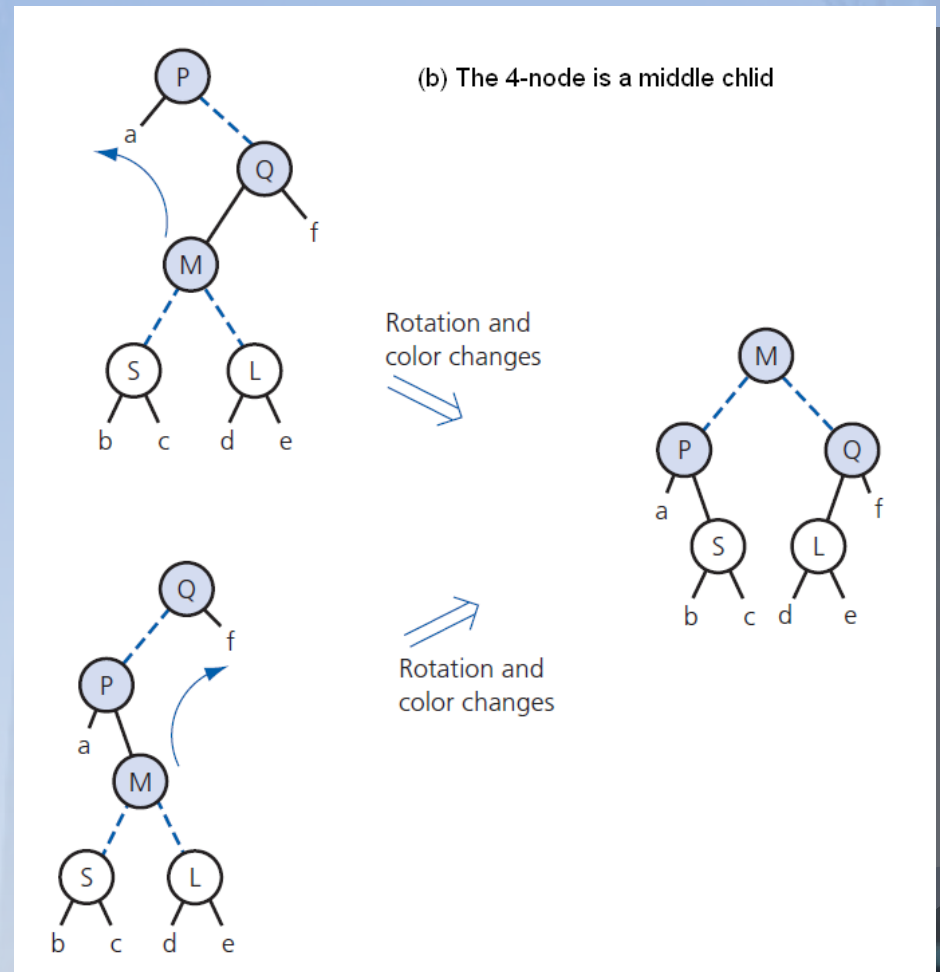 P
(b) The 4-node is a middle chlid
a
Q
f
M
Rotation and
color changes
S
L
b c d e
M
P
Q
a
f
S
L
b c d e
Q
f
P
Rotation and
color changes
a
M
S
L
b c d e